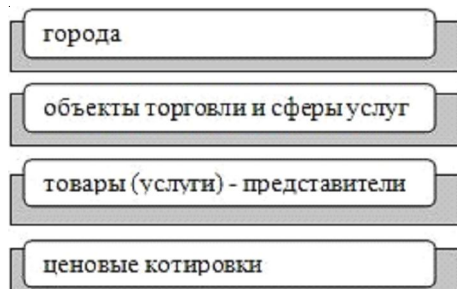 города
объекты торговли и сферы услуг
товары (услуги) - представители
ценовые котировки